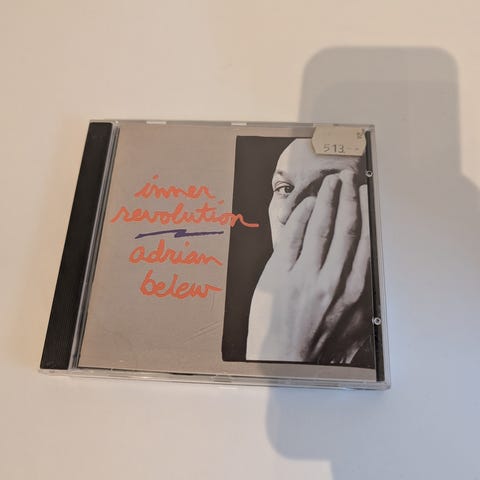 inner
revolution
adrian
belew
513.-